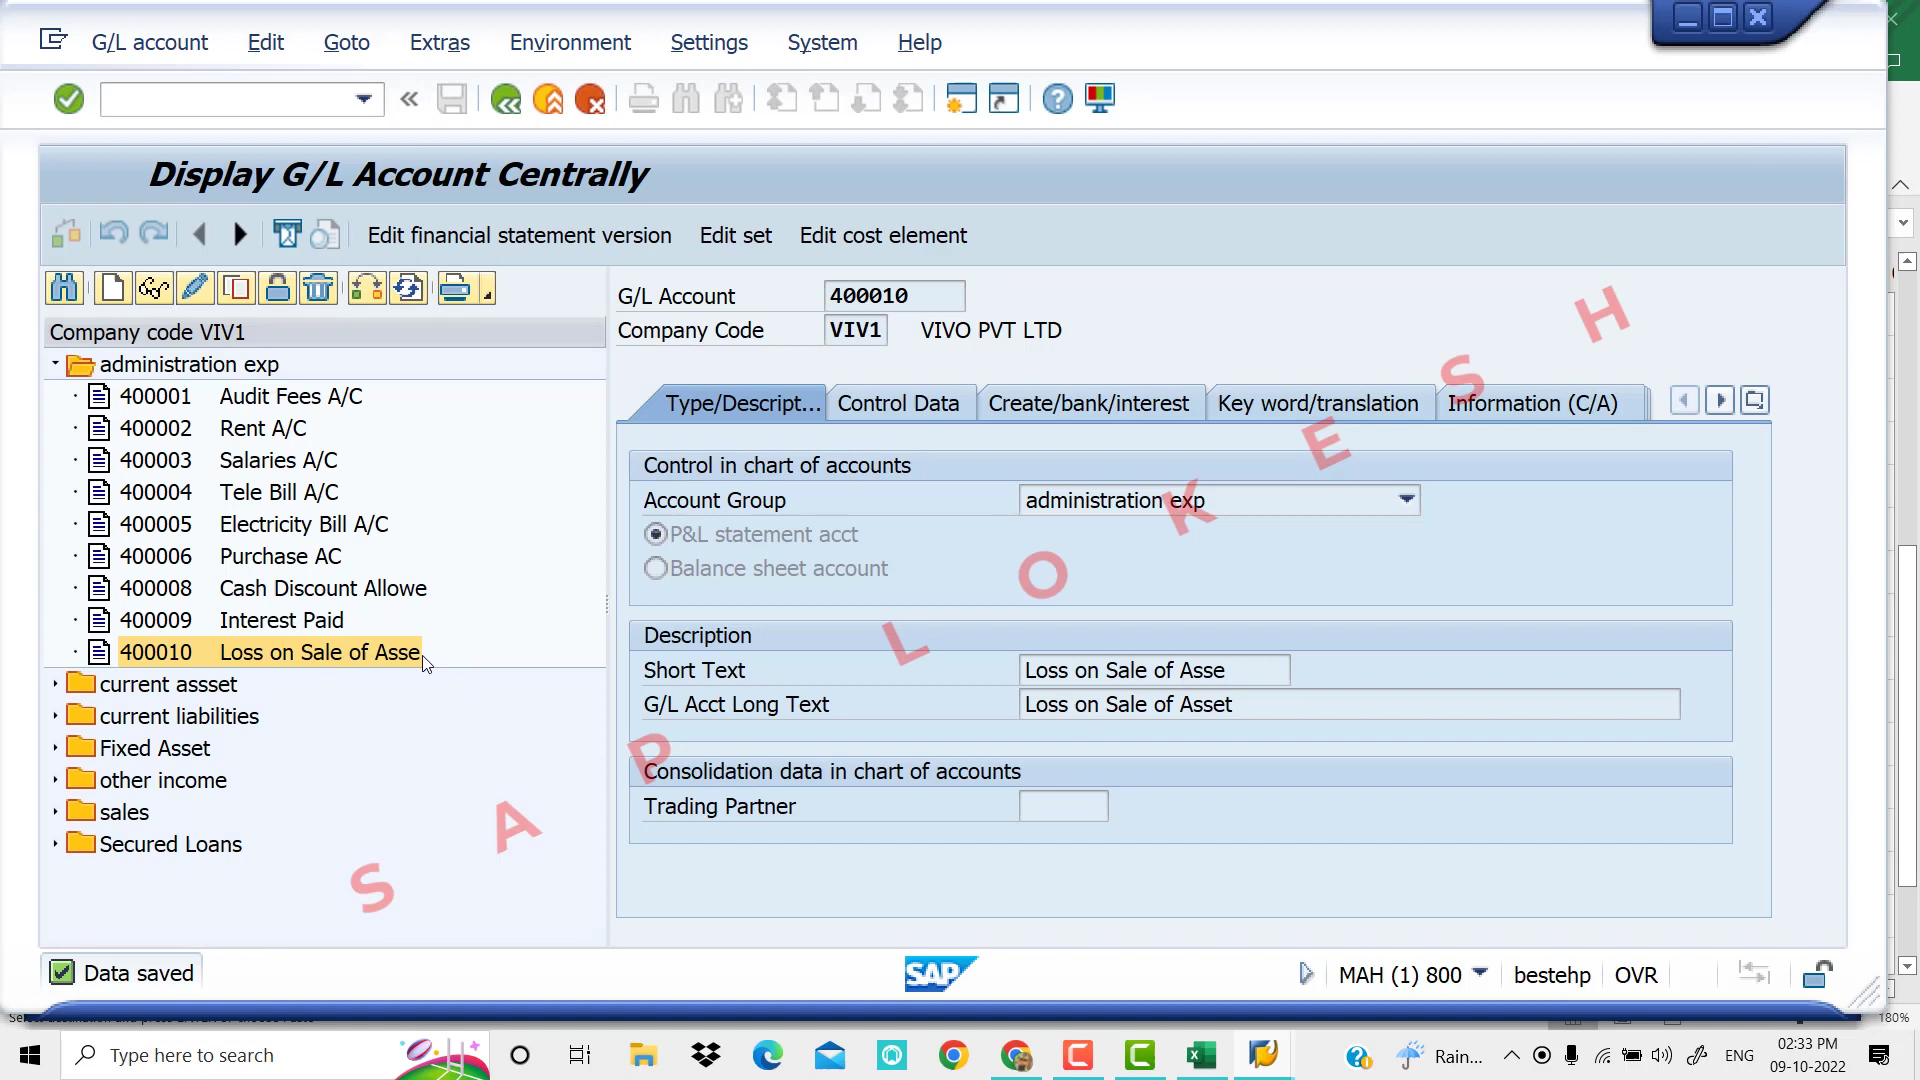 G/L account Edit Goto Extras Environment Settings System Help
Display G/L Account Centrally
Edit financial statement version Edit set Edit cost element
Company code VIV1
administration exp
400001 Audit Fees A/C
400002 Rent A/C
400003 Salaries A/C
400004 Tele Bill A/C
400005 Electricity Bill A/C
400006 Purchase AC
400008 Cash Discount Allowe
400009 Interest Paid
400010 Loss on Sale of Asse
current assset
current liabilities
Fixed Asset
other income
sales
Secured Loans
G/L Account 400010
Company Code VIV1 VIVO PVT LTD
Type/Descript... Control Data Create/bank/interest Key word/translation Information (C/A)
Control in chart of accounts
Account Group administration exp
P&L statement acct
Balance sheet account
Description
Short Text Loss on Sale of Asse
G/L Acct Long Text Loss on Sale of Asset
Consolidation data in chart of accounts
Trading Partner
SAP LOKESH
Data saved
SAP
MAH (1) 800 bestehp OVR
180%
Type here to search
Rain... ENG
02:33 PM
09-10-2022